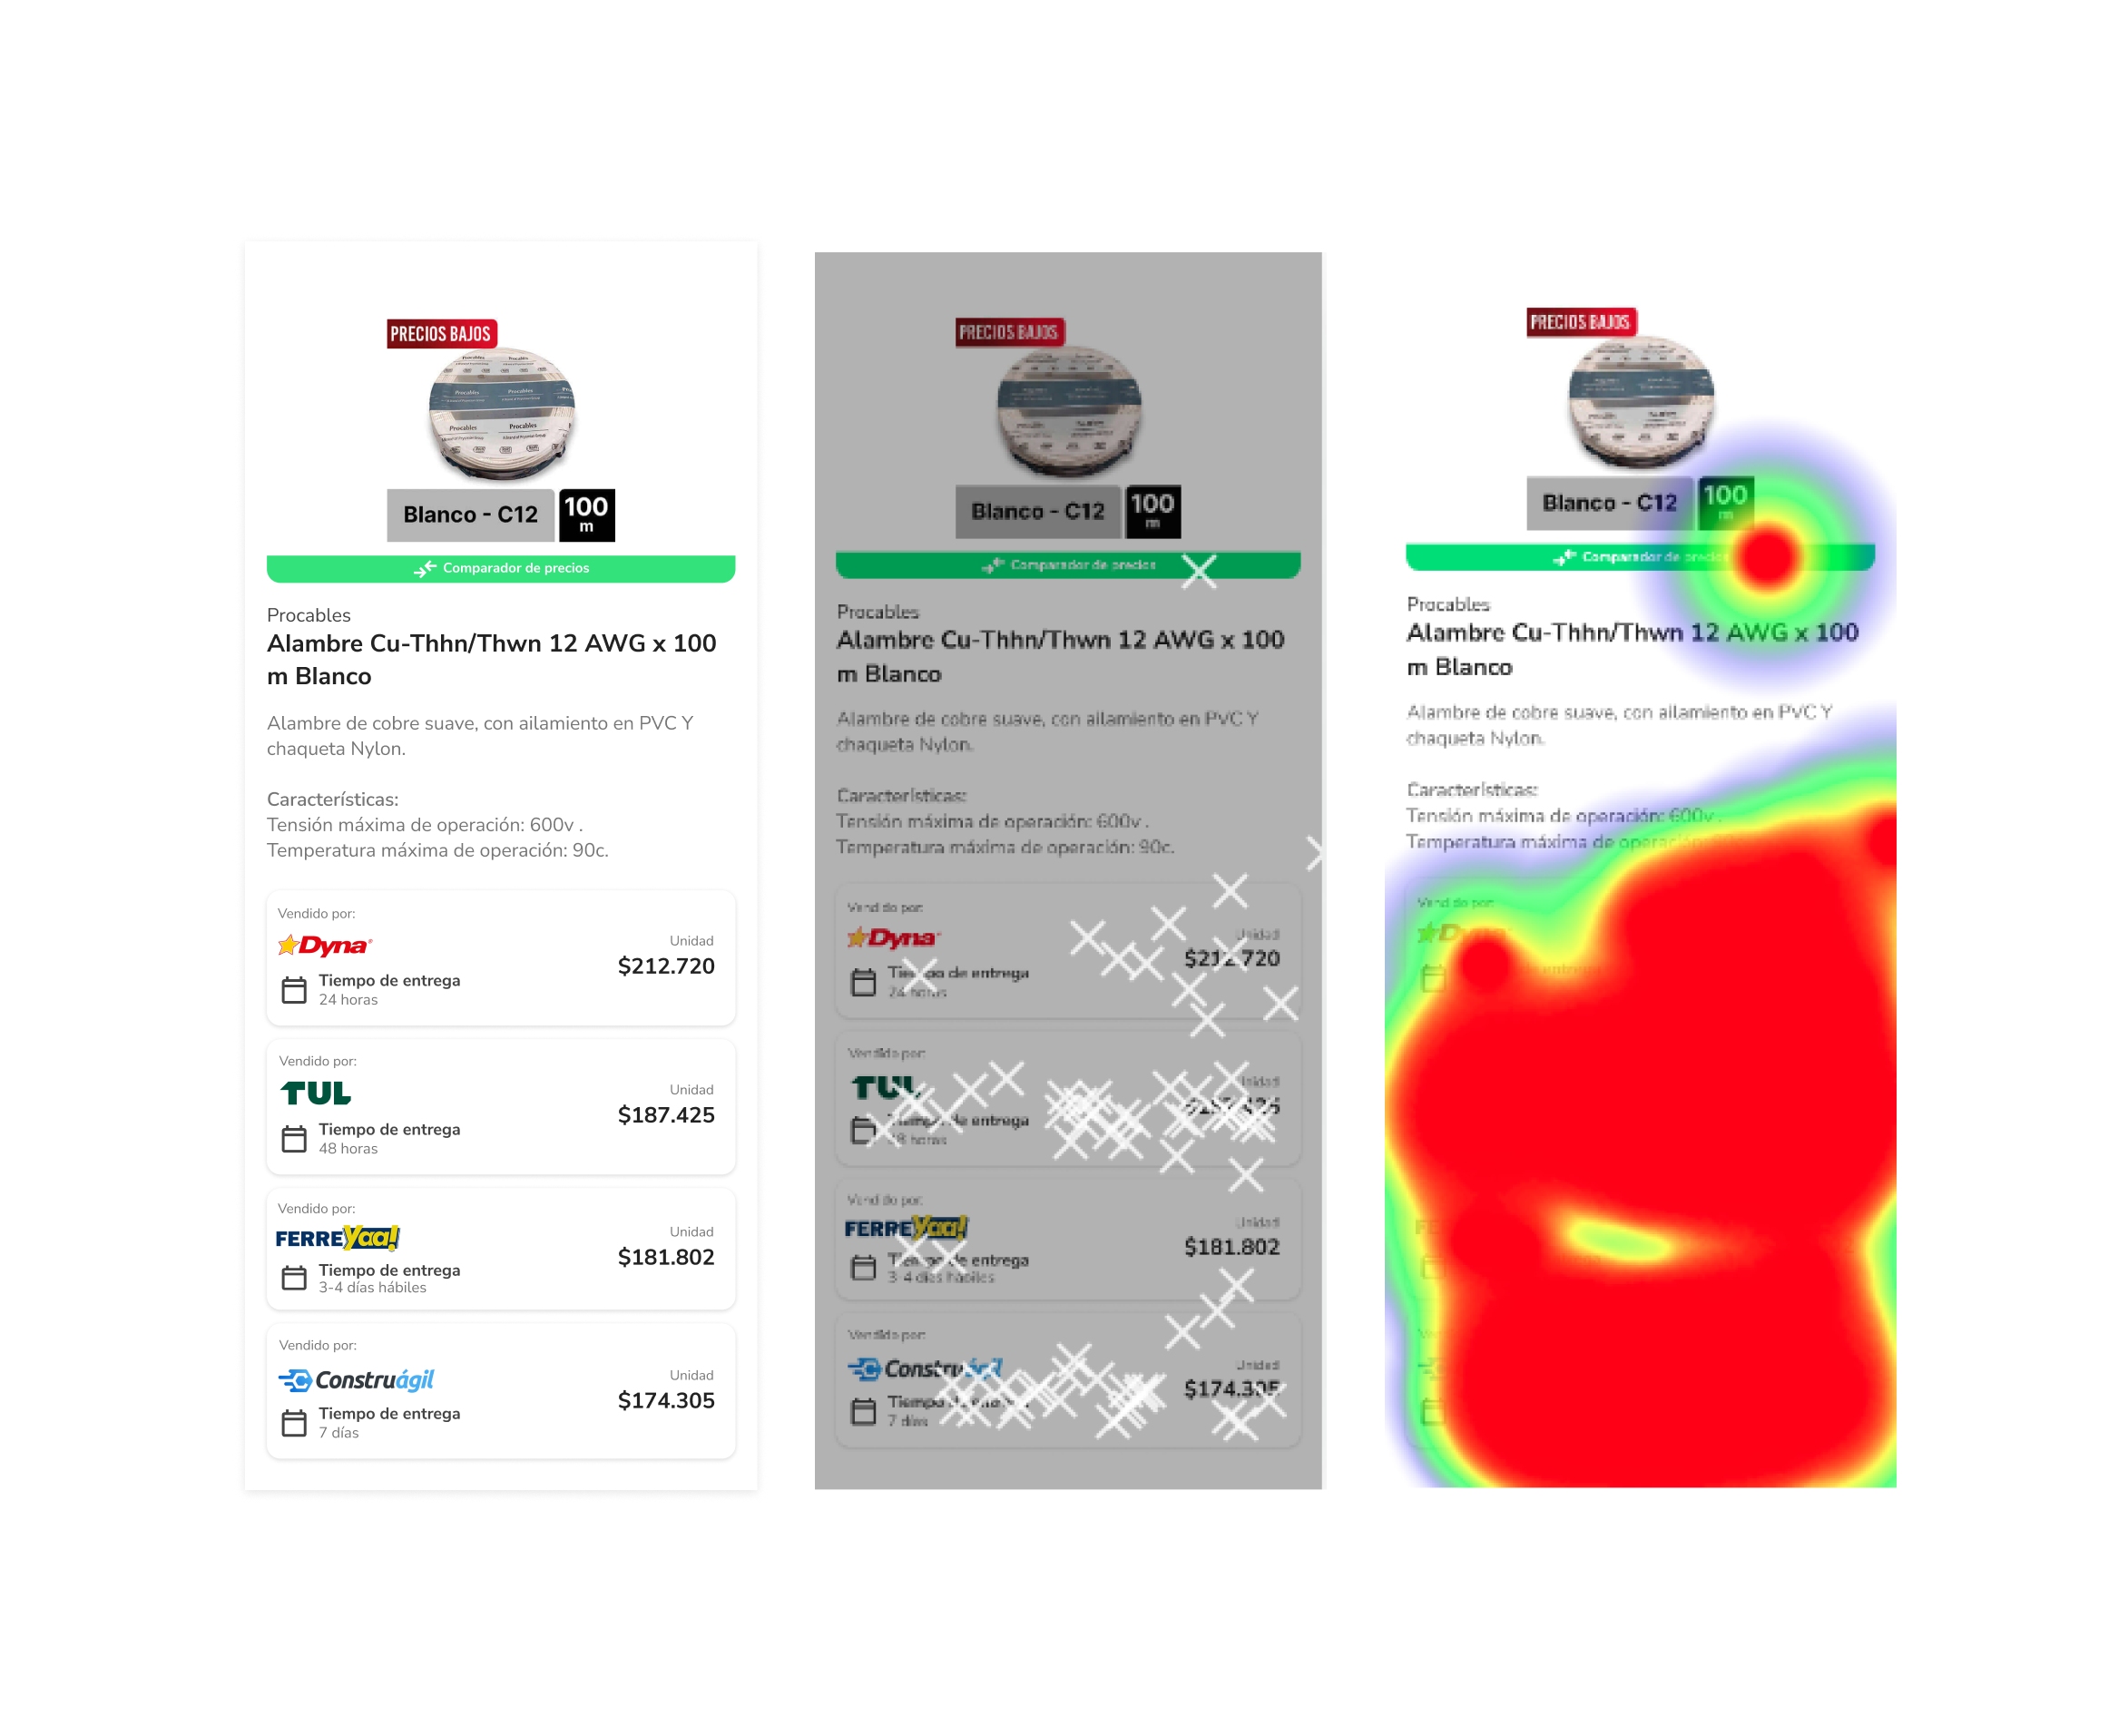 PRECIOS BAJOS
Procables
Procables
Procables
Procables
Blanco - C12
100
m
Comparador de precios
Procables
Alambre Cu-Thhn/Thwn 12 AWG x 100
m Blanco
Alambre de cobre suave, con ailamiento en PVC Y
chaqueta Nylon.
Características:
Tensión máxima de operación: 600v .
Temperatura máxima de operación: 90c.
Vendido por:
Dyna
Unidad
$212.720
Tiempo de entrega
24 horas
Vendido por:
TUL
Unidad
$187.425
Tiempo de entrega
48 horas
Vendido por:
FERREYaa!
Unidad
$181.802
Tiempo de entrega
3-4 días hábiles
Vendido por:
Construágil
Unidad
$174.305
Tiempo de entrega
7 días
PRECIOS BAJOS
Blanco - C12
100
m
Comparador de precios
Procables
Alambre Cu-Thhn/Thwn 12 AWG x 100
m Blanco
Alambre de cobre suave, con ailamiento en PVC Y
chaqueta Nylon.
Características:
Tensión máxima de operación: 600v .
Temperatura máxima de operación: 90c.
Vendido por:
Dyna
Unidad
$212.720
Tiempo de entrega
24 horas
Vendido por:
TUL
Unidad
Tiempo de entrega
48 horas
Vendido por:
FERREYaa!
Unidad
$181.802
Tiempo de entrega
3-4 días hábiles
Vendido por:
Construágil
Unidad
$174.305
Tiempo de
7 días
PRECIOS BAJOS
Blanco - C12
100
m
Comparador de precios
Procables
Alambre Cu-Thhn/Thwn 12 AWG x 100
m Blanco
Alambre de cobre suave, con ailamiento en PVC Y
chaqueta Nylon.
Características:
Tensión máxima de operación: 600v .
Temperatura máxima de operación:
Vendido por: